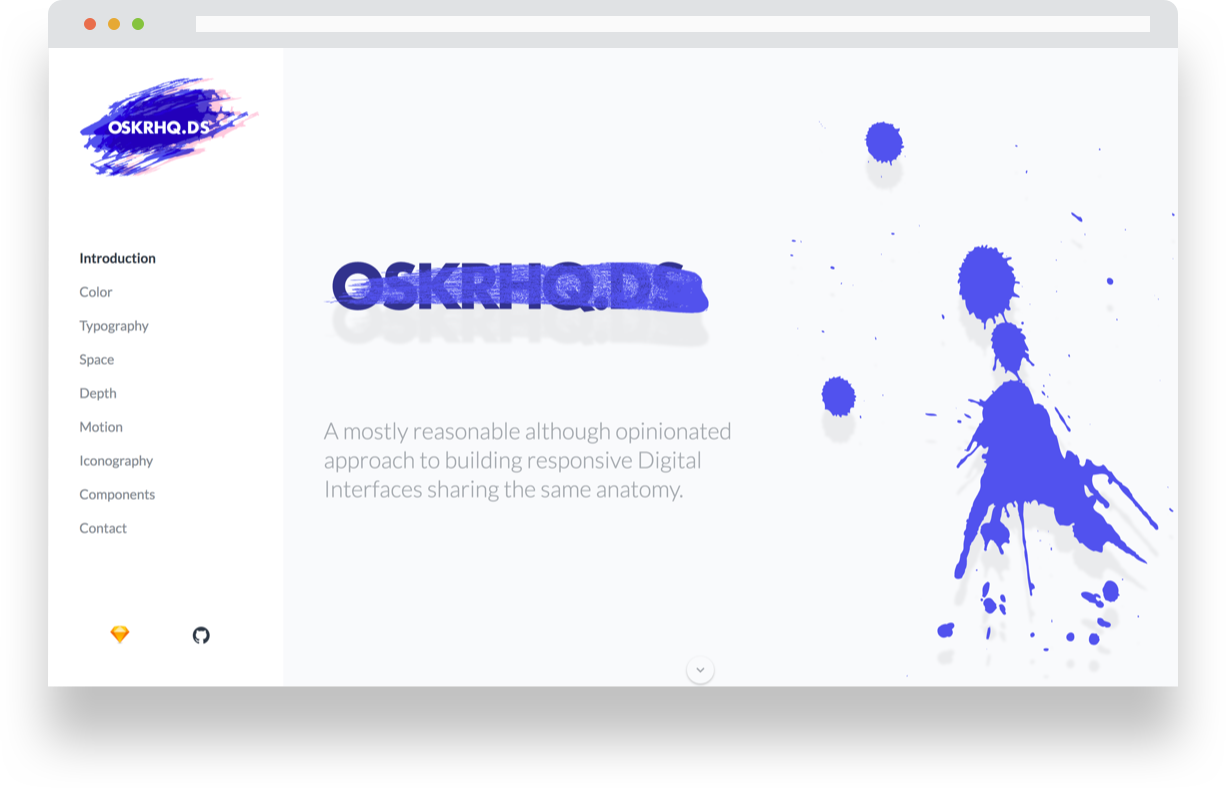 OSKRHQ.DS
Introduction
Color
Typography
Space
Depth
Motion
Iconography
Components
Contact
OSKRHQ.DS
A mostly reasonable although opinionated
approach to building responsive Digital
Interfaces sharing the same anatomy.